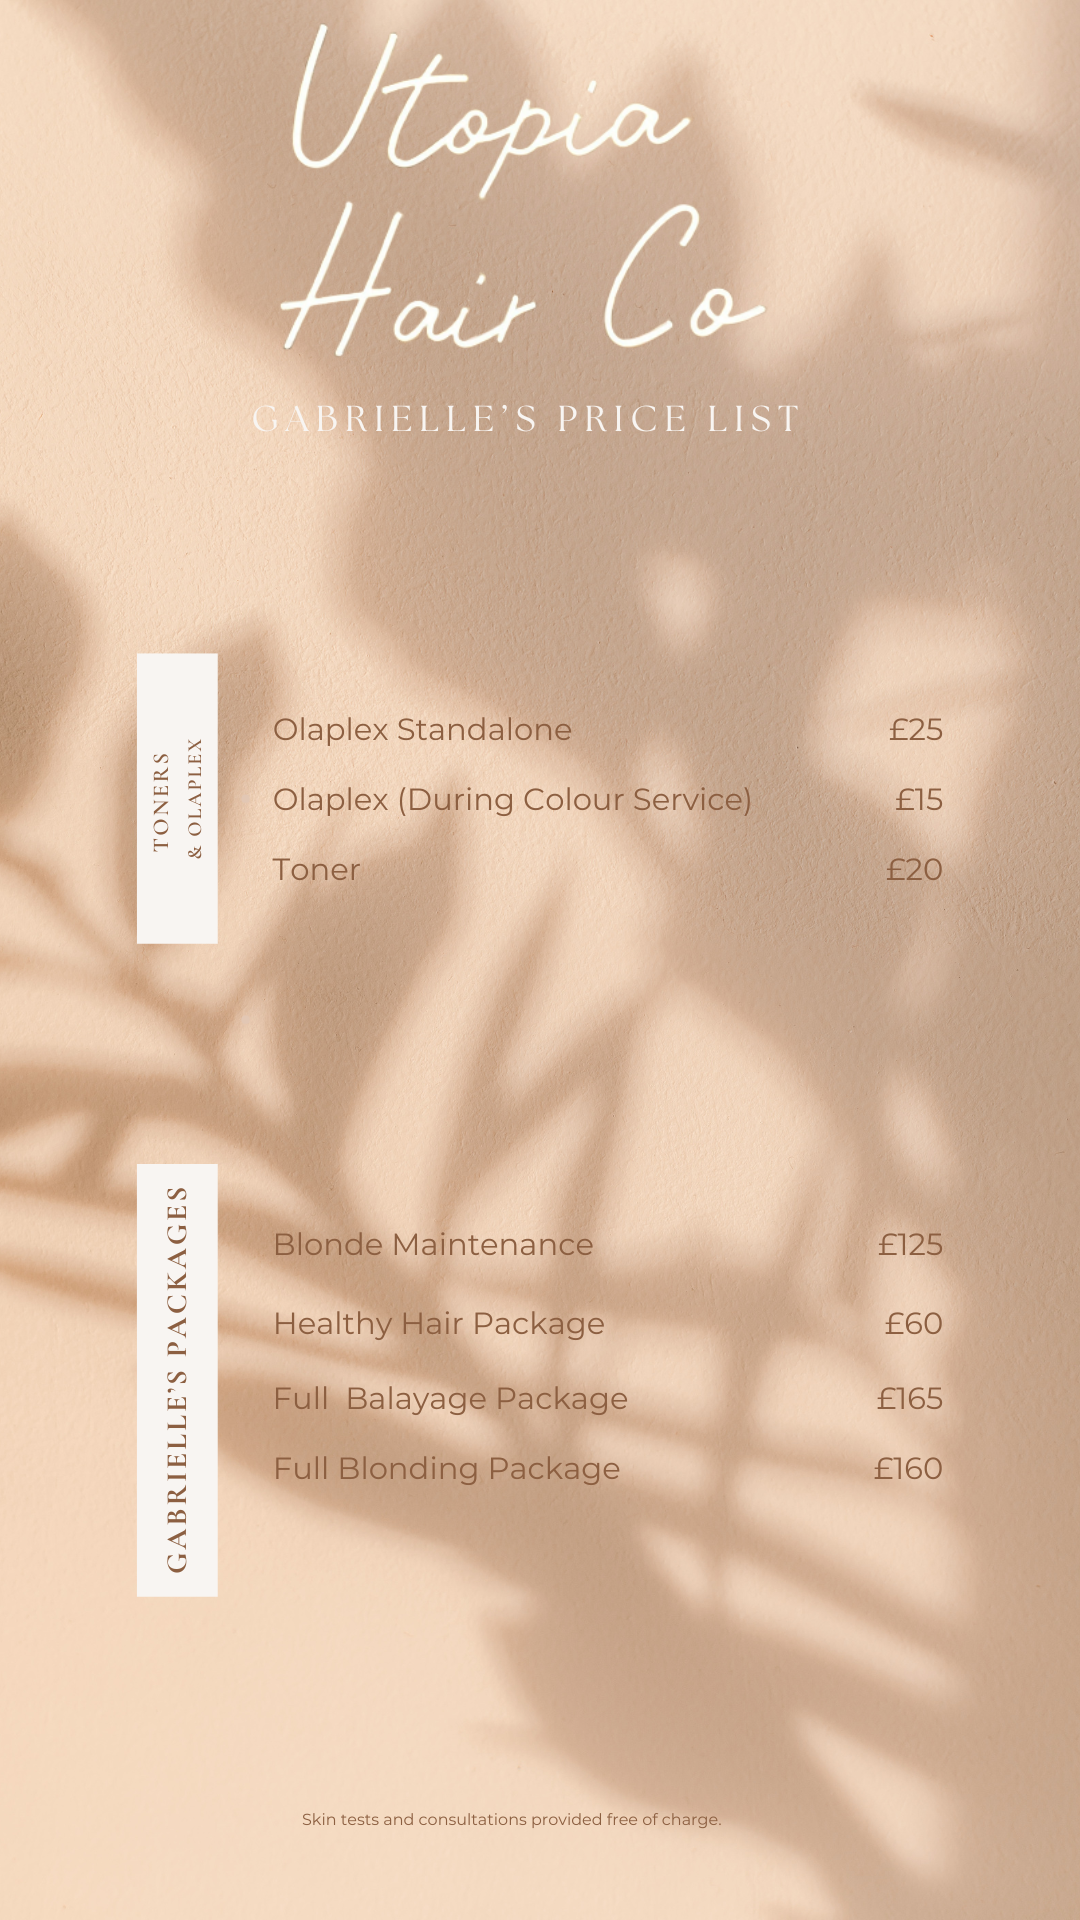 Utopia
Hair Co
GABRIELLE'S PRICE LIST
TONERS
& OLAPLEX
Olaplex Standalone £25
Olaplex (During Colour Service) £15
Toner £20
GABRIELLE'S PACKAGES
Blonde Maintenance £125
Healthy Hair Package £60
Full  Balayage Package £165
Full Blonding Package £160
Skin tests and consultations provided free of charge.